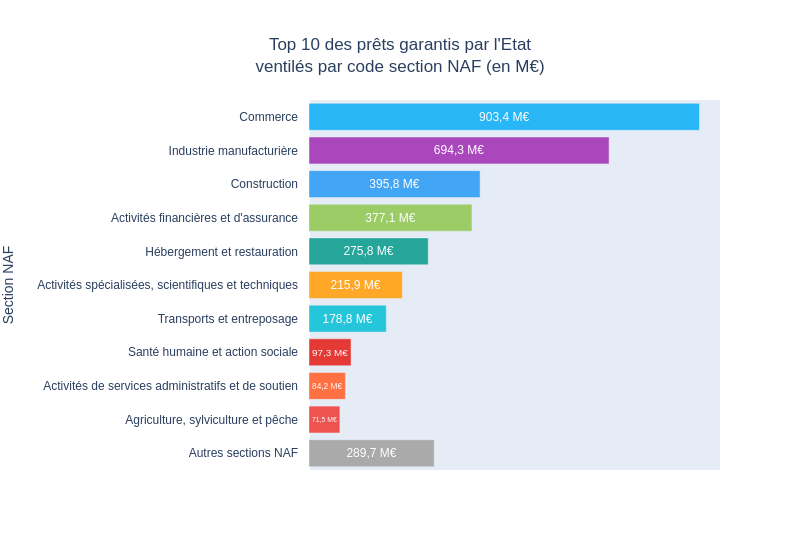 Top 10 des prêts garantis par l'Etat
ventilés par code section NAF (en M€)
Section NAF
Commerce 903,4 M€
Industrie manufacturière 694,3 M€
Construction 395,8 M€
Activités financières et d'assurance 377,1 M€
Hébergement et restauration 275,8 M€
Activités spécialisées, scientifiques et techniques 215,9 M€
Transports et entreposage 178,8 M€
Santé humaine et action sociale 97,3 M€
Activités de services administratifs et de soutien 84,2 M€
Agriculture, sylviculture et pêche 71,5 M€
Autres sections NAF 289,7 M€